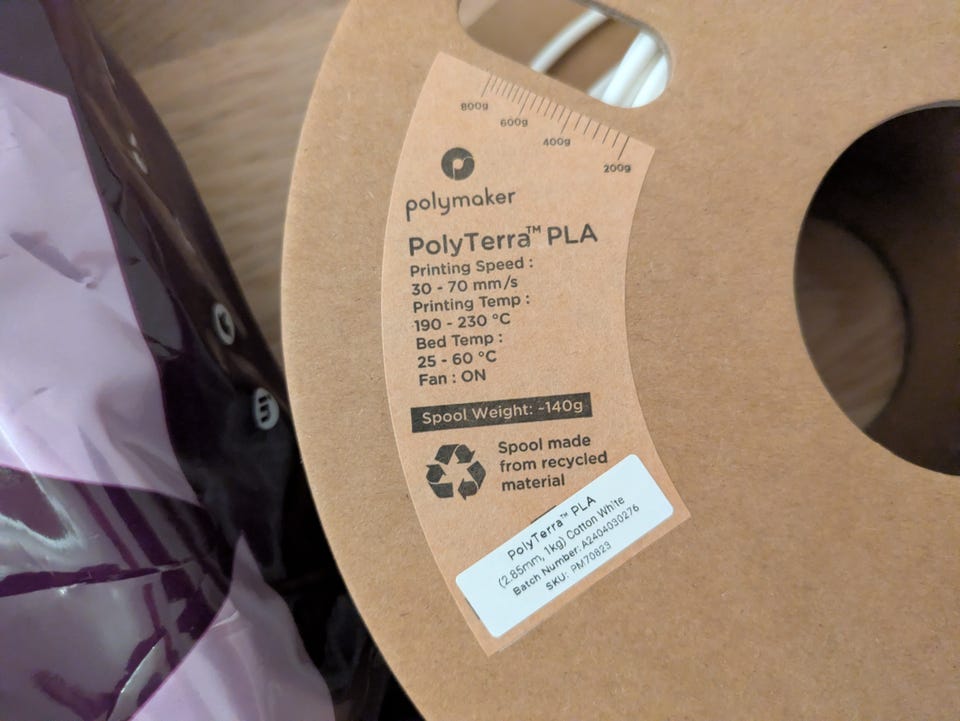 800g
600g
400g
200g
polymaker
PolyTerra™ PLA
Printing Speed :
30 - 70 mm/s
Printing Temp :
190 - 230 °C
Bed Temp :
25 - 60 °C
Fan : ON
Spool Weight: ~140g
Spool made
from recycled
material
PolyTerra™ PLA
(2.85mm, 1kg) Cotton White
Batch Number: A2404030276
SKU: PM70823